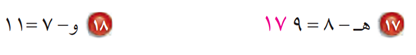 ١٧ هـ – ٨ = ٩ ١٧
١٨ و – ٧ = ١١